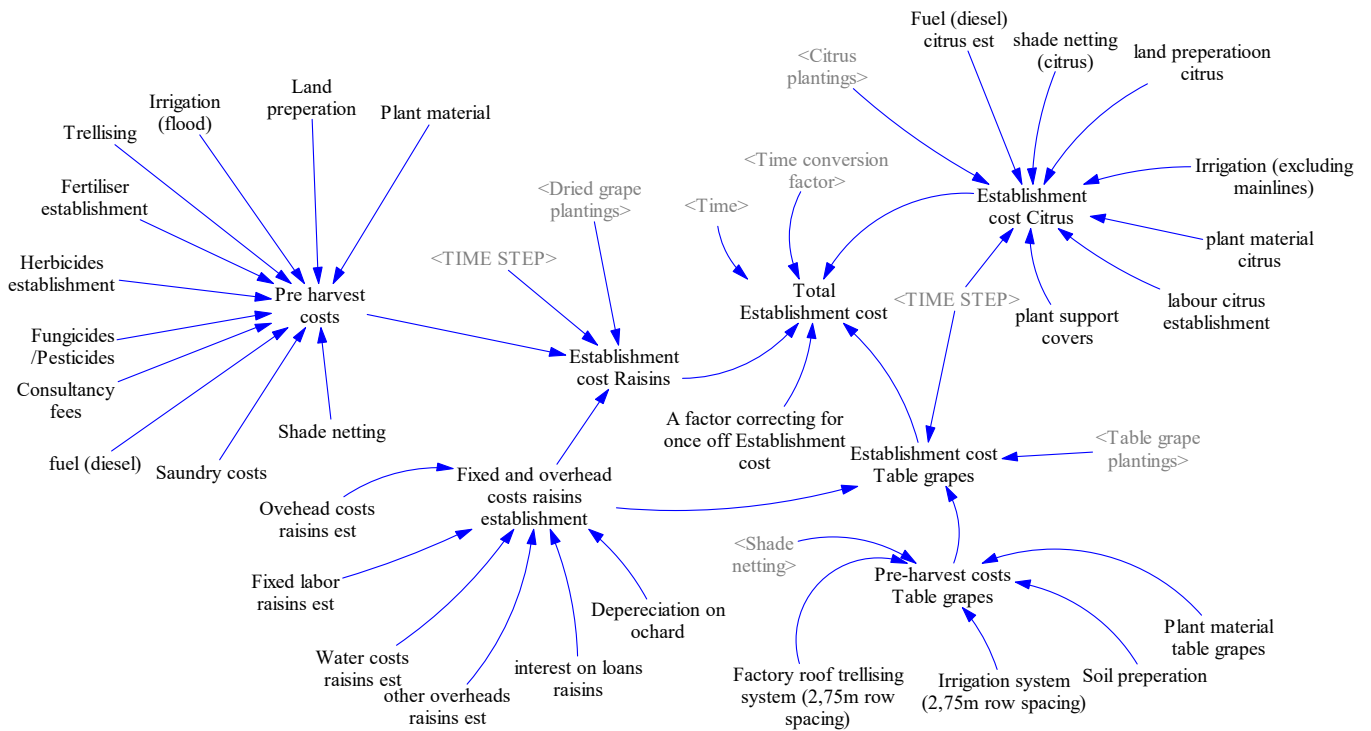 Fuel (diesel)
citrus est
shade netting
(citrus)
land preperatioon
citrus
<Citrus
plantings>
Land
preperation
Irrigation
(flood)
Plant material
Trellising
<Time conversion
factor>
Irrigation (excluding
mainlines)
Fertiliser
establishment
<Dried grape
plantings>
<Time>
Establishment
cost Citrus
plant material
citrus
<TIME STEP>
Herbicides
establishment
Pre harvest
costs
Total
Establishment cost
<TIME STEP>
plant support
covers
labour citrus
establishment
Fungicides
/Pesticides
Establishment
cost Raisins
Consultancy
fees
Shade netting
A factor correcting for
once off Establishment
cost
fuel (diesel)
Saundry costs
Establishment cost
Table grapes
<Table grape
plantings>
Fixed and overhead
costs raisins
establishment
Ovehead costs
raisins est
<Shade
netting>
Pre-harvest costs
Table grapes
Fixed labor
raisins est
Depereciation on
ochard
Plant material
table grapes
Water costs
raisins est
interest on loans
raisins
other overheads
raisins est
Factory roof trellising
system (2,75m row
spacing)
Irrigation system
(2,75m row spacing)
Soil preperation